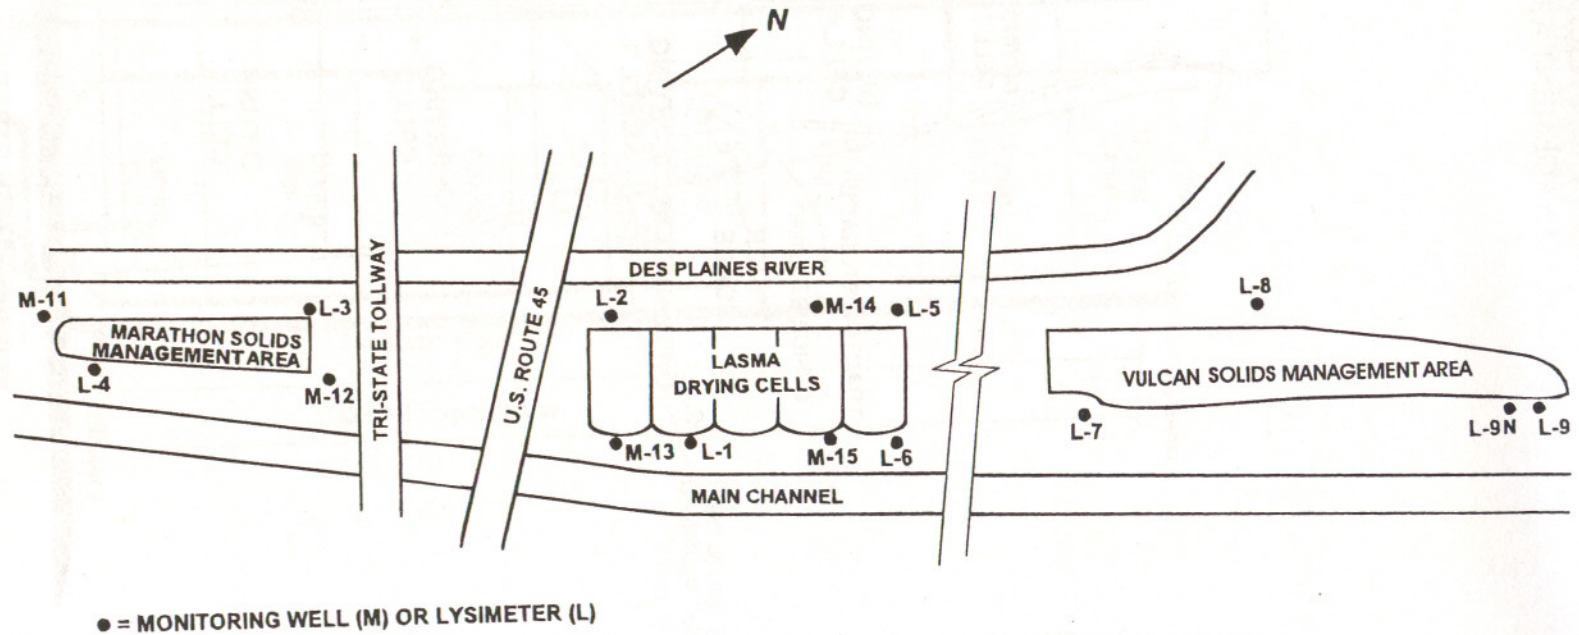 N
DES PLAINES RIVER
TRI-STATE TOLLWAY
U.S. ROUTE 45
M-11
L-3
MARATHON SOLIDS
MANAGEMENT AREA
L-4
M-12
L-2
M-14
L-5
LASMA
DRYING CELLS
M-13
L-1
M-15
L-6
L-8
VULCAN SOLIDS MANAGEMENT AREA
L-7
L-9N
L-9
MAIN CHANNEL
● = MONITORING WELL (M) OR LYSIMETER (L)